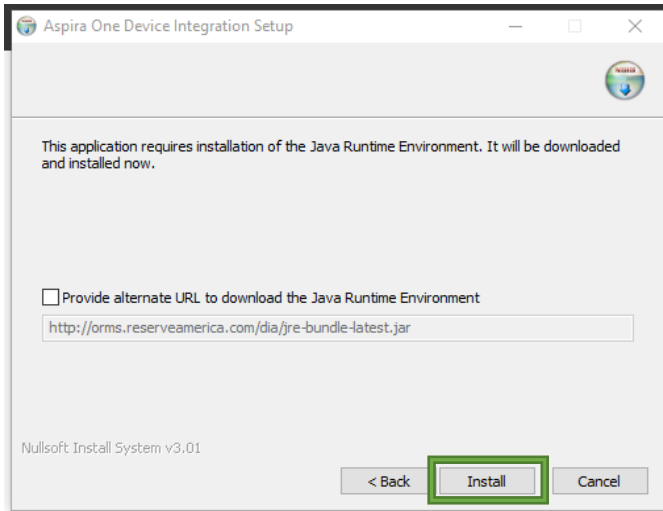 Aspira One Device Integration Setup
This application requires installation of the Java Runtime Environment. It will be downloaded
and installed now.
Provide alternate URL to download the Java Runtime Environment
http://orms.reserveamerica.com/dia/jre-bundle-latest.jar
Nullsoft Install System v3.01
< Back Install Cancel